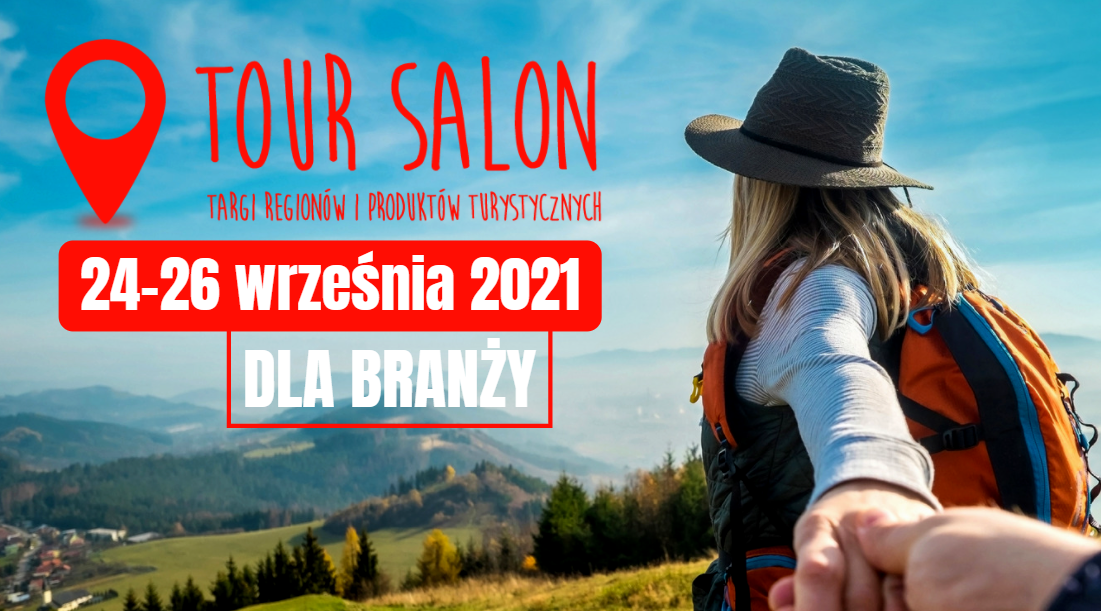 TOUR SALON
TARGI REGIONÓW I PRODUKTÓW TURYSTYCZNYCH
24-26 września 2021
DLA BRANŻY